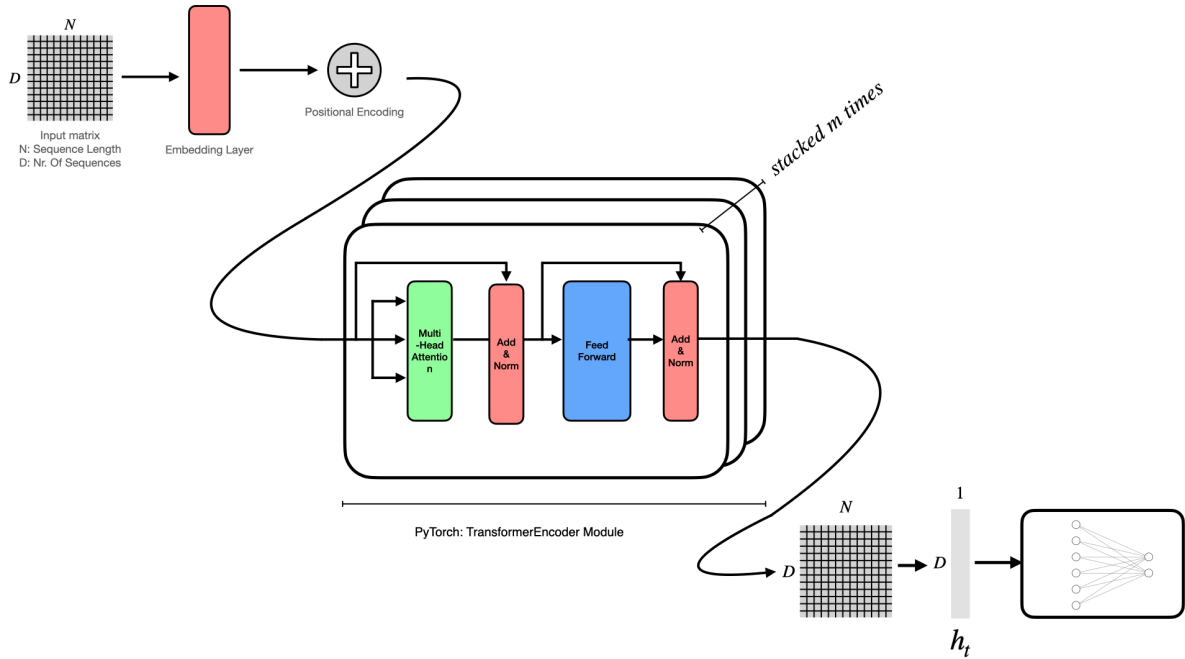 N
D
Input matrix
N: Sequence Length
D: Nr. Of Sequences
Embedding Layer
Positional Encoding
stacked m times
Multi
-Head
Attentio
n
Add
&
Norm
Feed
Forward
Add
&
Norm
PyTorch: TransformerEncoder Module
N
D
1
D
h_t